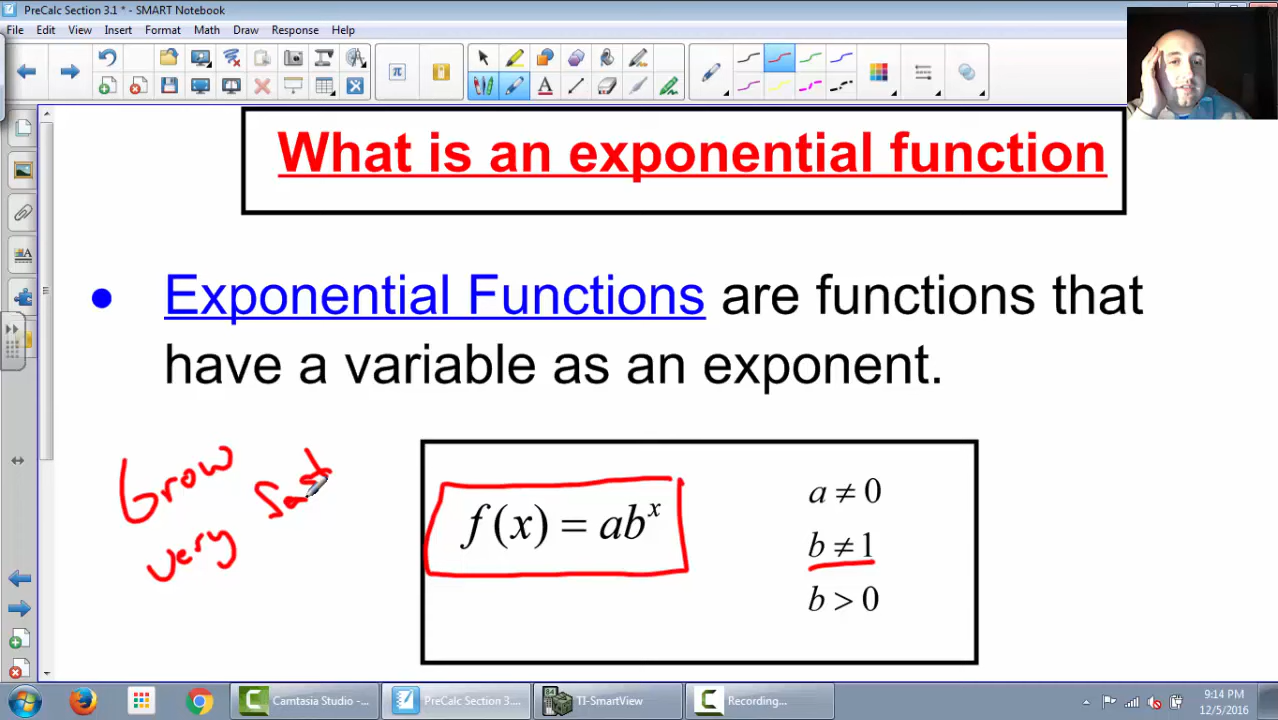 PreCalc Section 3.1 * - SMART Notebook
File Edit View Insert Format Math Draw Response Help
What is an exponential function
• Exponential Functions are functions that
have a variable as an exponent.
Grow
very fast
f(x) = abˣ
a ≠ 0
b ≠ 1
b > 0
Camtasia Studio -... PreCalc Section 3.... TI-SmartView Recording...
9:14 PM
12/5/2016